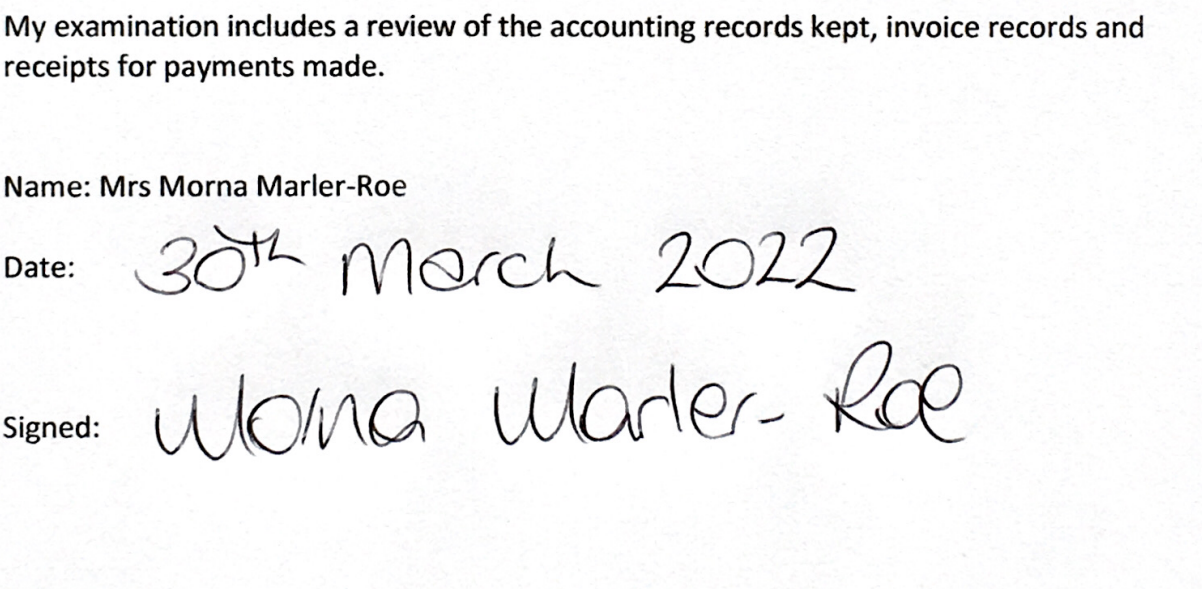 My examination includes a review of the accounting records kept, invoice records and
receipts for payments made.
Name: Mrs Morna Marler-Roe
Date: 30th March 2022
Signed: Morna Marler-Roe